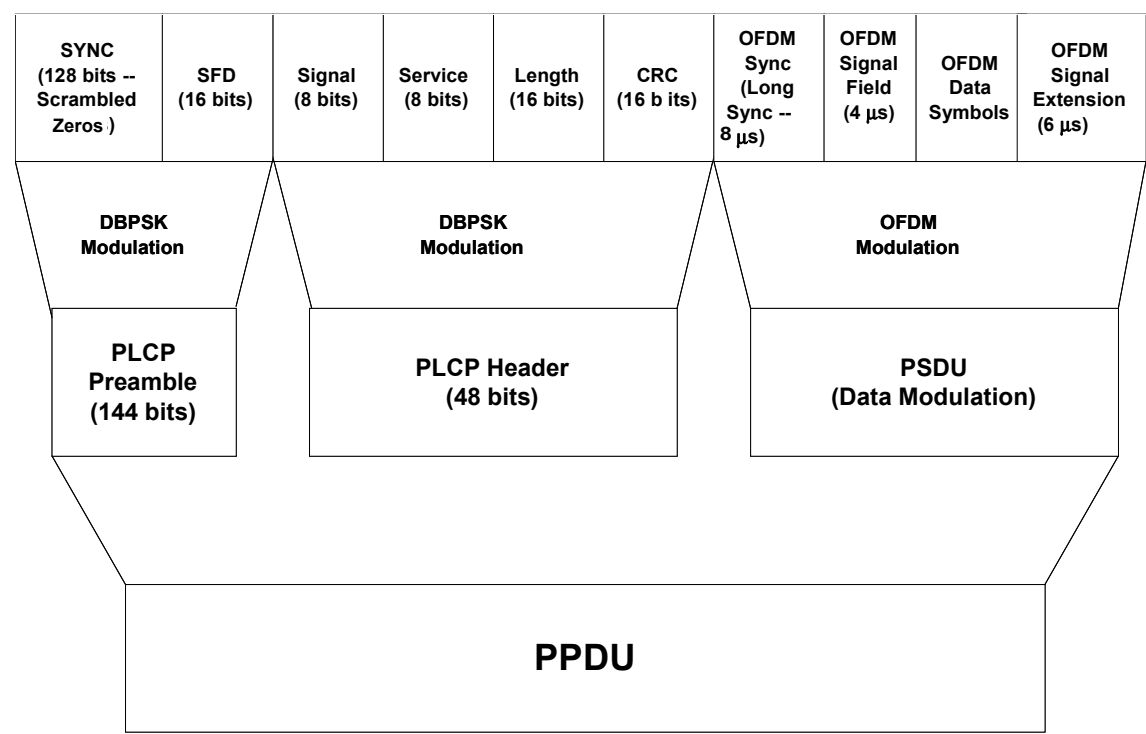 SYNC
(128 bits --
Scrambled
Zeros )
SFD
(16 bits)
Signal
(8 bits)
Service
(8 bits)
Length
(16 bits)
CRC
(16 b its)
OFDM
Sync
(Long
Sync --
8 μs)
OFDM
Signal
Field
(4 μs)
OFDM
Data
Symbols
OFDM
Signal
Extension
(6 μs)
DBPSK
Modulation
DBPSK
Modulation
OFDM
Modulation
PLCP
Preamble
(144 bits)
PLCP Header
(48 bits)
PSDU
(Data Modulation)
PPDU